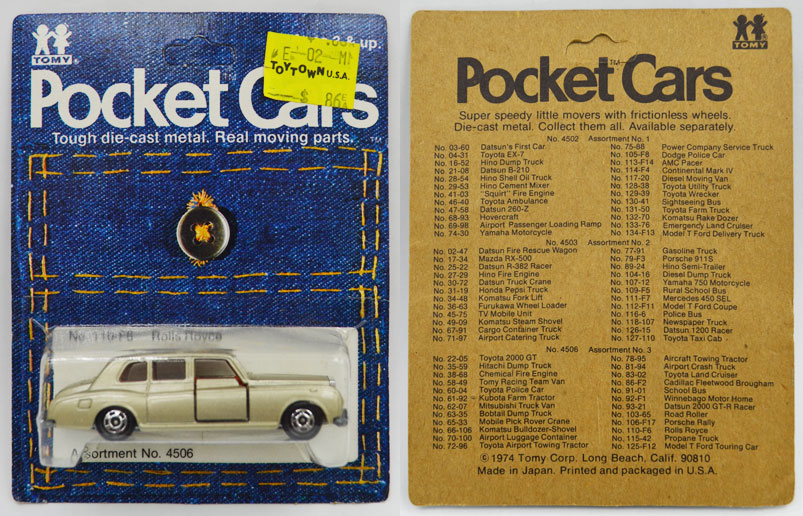 TOMY
.33 & up.
E 02 M
TOYTOWN U.S.A.
$ .86
Pocket Cars
Tough die-cast metal. Real moving parts. ™
No. 110-F6 Rolls Royce
Assortment No. 4506
TOMY
Pocket Cars™
Super speedy little movers with frictionless wheels.
Die-cast metal. Collect them all. Available separately.
No. 4502 Assortment No. 1
No. 03-60 Datsun's First Car
No. 04-31 Toyota EX-7
No. 16-52 Hino Dump Truck
No. 21-08 Datsun B-210
No. 28-54 Hino Shell Oil Truck
No. 29-53 Hino Cement Mixer
No. 41-03 "Squirt" Fire Engine
No. 46-40 Toyota Ambulance
No. 47-58 Datsun 260-Z
No. 68-93 Hovercraft
No. 69-98 Airport Passenger Loading Ramp
No. 74-30 Yamaha Motorcycle
No. 75-88 Power Company Service Truck
No. 105-F8 Dodge Police Car
No. 113-F14 AMC Pacer
No. 114-F4 Continental Mark IV
No. 117-20 Diesel Moving Van
No. 128-38 Toyota Utility Truck
No. 129-39 Toyota Wrecker
No. 130-41 Sightseeing Bus
No. 131-50 Toyota Farm Truck
No. 132-70 Komatsu Rake Dozer
No. 133-76 Emergency Land Cruiser
No. 134-F13 Model T Ford Delivery Truck
No. 4503 Assortment No. 2
No. 02-47 Datsun Fire Rescue Wagon
No. 17-34 Mazda RX-500
No. 25-22 Datsun R-382 Racer
No. 27-29 Hino Fire Engine
No. 30-72 Datsun Truck Crane
No. 31-19 Honda Pepsi Truck
No. 34-48 Komatsu Fork Lift
No. 36-63 Furukawa Wheel Loader
No. 45-75 TV Mobile Unit
No. 49-09 Komatsu Steam Shovel
No. 67-91 Cargo Container Truck
No. 71-97 Airport Catering Truck
No. 77-91 Gasoline Truck
No. 79-F3 Porsche 911S
No. 89-24 Hino Semi-Trailer
No. 104-16 Diesel Dump Truck
No. 107-12 Yamaha 750 Motorcycle
No. 109-F5 Rural School Bus
No. 111-F7 Mercedes 450 SEL
No. 112-F11 Model T Ford Coupe
No. 116-6 Police Bus
No. 118-107 Newspaper Truck
No. 126-15 Datsun 1200 Racer
No. 127-110 Toyota Taxi Cab
No. 4506 Assortment No. 3
No. 22-05 Toyota 2000 GT
No. 35-59 Hitachi Dump Truck
No. 38-68 Chemical Fire Engine
No. 58-49 Tomy Racing Team Van
No. 60-04 Toyota Police Car
No. 61-92 Kubota Farm Tractor
No. 62-07 Mitsubishi Truck Van
No. 63-35 Bobtail Dump Truck
No. 65-33 Mobile Pick Rover Crane
No. 66-106 Komatsu Bulldozer-Shovel
No. 70-100 Airport Luggage Container
No. 72-96 Toyota Airport Towing Tractor
No. 78-95 Aircraft Towing Tractor
No. 81-94 Airport Crash Truck
No. 83-02 Toyota Land Cruiser
No. 86-F2 Cadillac Fleetwood Brougham
No. 91-01 School Bus
No. 92-F1 Winnebago Motor Home
No. 93-21 Datsun 2000 GT-R Racer
No. 103-65 Road Roller
No. 106-F17 Porsche Rally
No. 110-F6 Rolls Royce
No. 115-42 Propane Truck
No. 125-F12 Model T Ford Touring Car
©1974 Tomy Corp. Long Beach, Calif. 90810
Made in Japan. Printed and packaged in U.S.A.